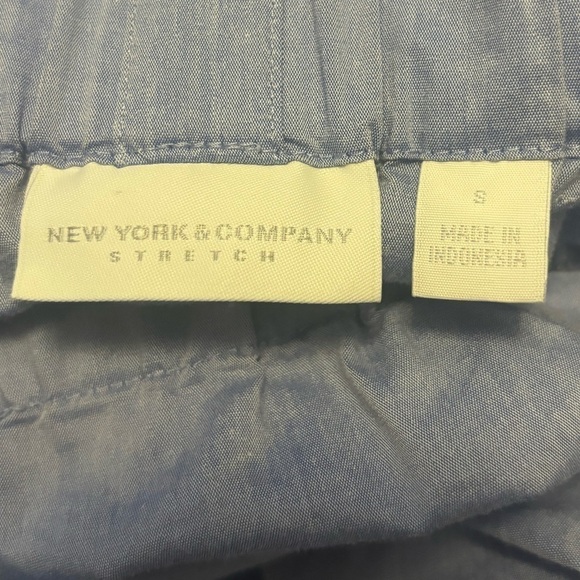 NEW YORK & COMPANY
STRETCH
S
MADE IN
INDONESIA